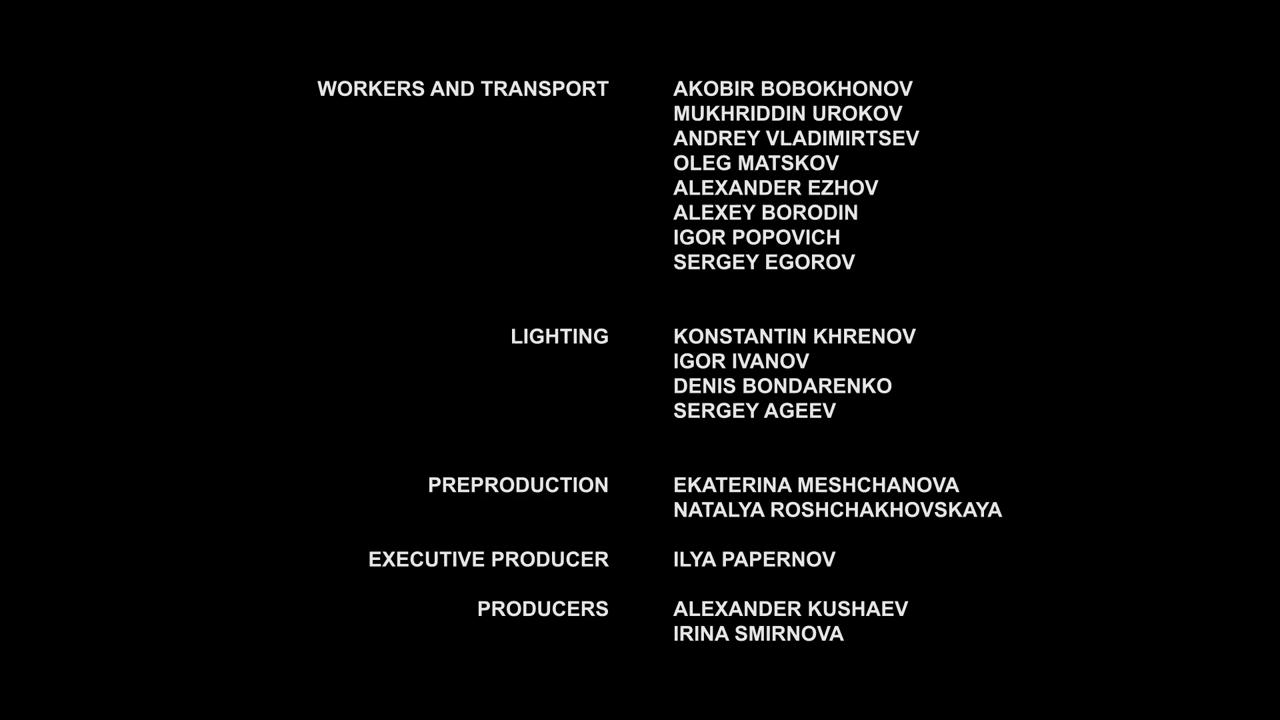 WORKERS AND TRANSPORT AKOBIR BOBOKHONOV
MUKHRIDDIN UROKOV
ANDREY VLADIMIRTSEV
OLEG MATSKOV
ALEXANDER EZHOV
ALEXEY BORODIN
IGOR POPOVICH
SERGEY EGOROV
LIGHTING KONSTANTIN KHRENOV
IGOR IVANOV
DENIS BONDARENKO
SERGEY AGEEV
PREPRODUCTION EKATERINA MESHCHANOVA
NATALYA ROSHCHAKHOVSKAYA
EXECUTIVE PRODUCER ILYA PAPERNOV
PRODUCERS ALEXANDER KUSHAEV
IRINA SMIRNOVA